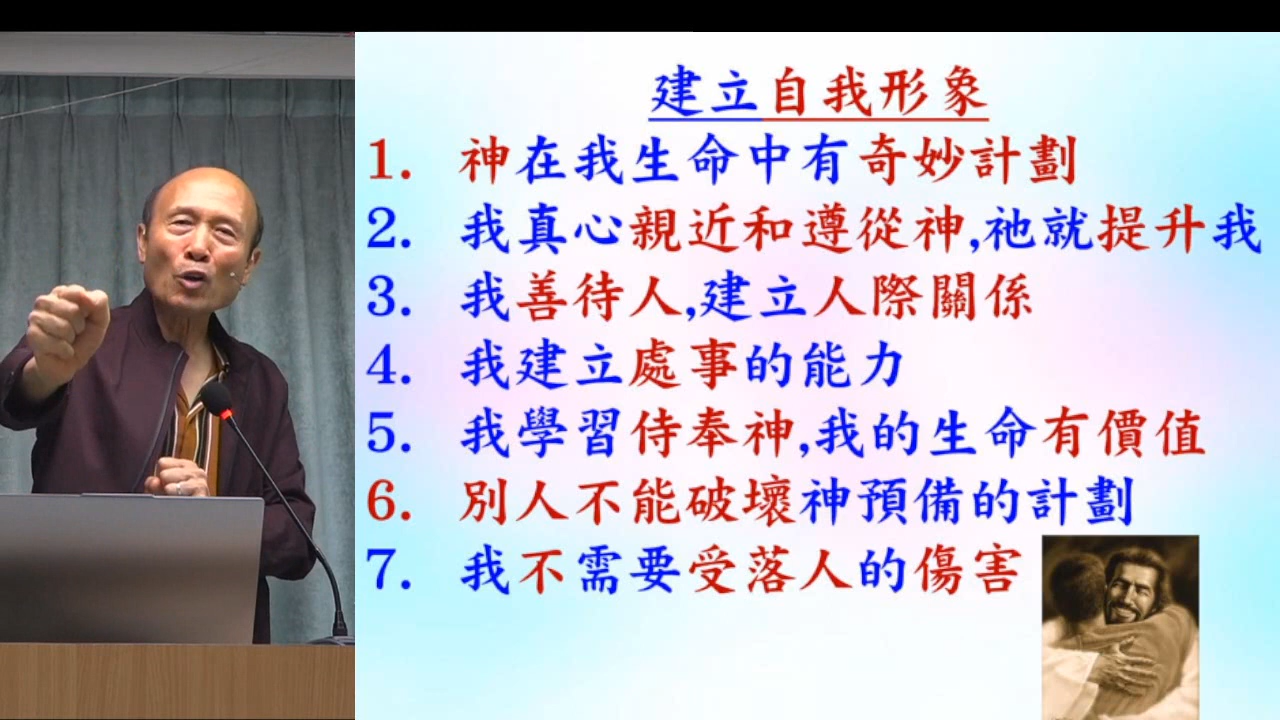 建立自我形象
1. 神在我生命中有奇妙計劃
2. 我真心親近和遵從神,祂就提升我
3. 我善待人,建立人際關係
4. 我建立處事的能力
5. 我學習侍奉神,我的生命有價值
6. 別人不能破壞神預備的計劃
7. 我不需要受落人的傷害